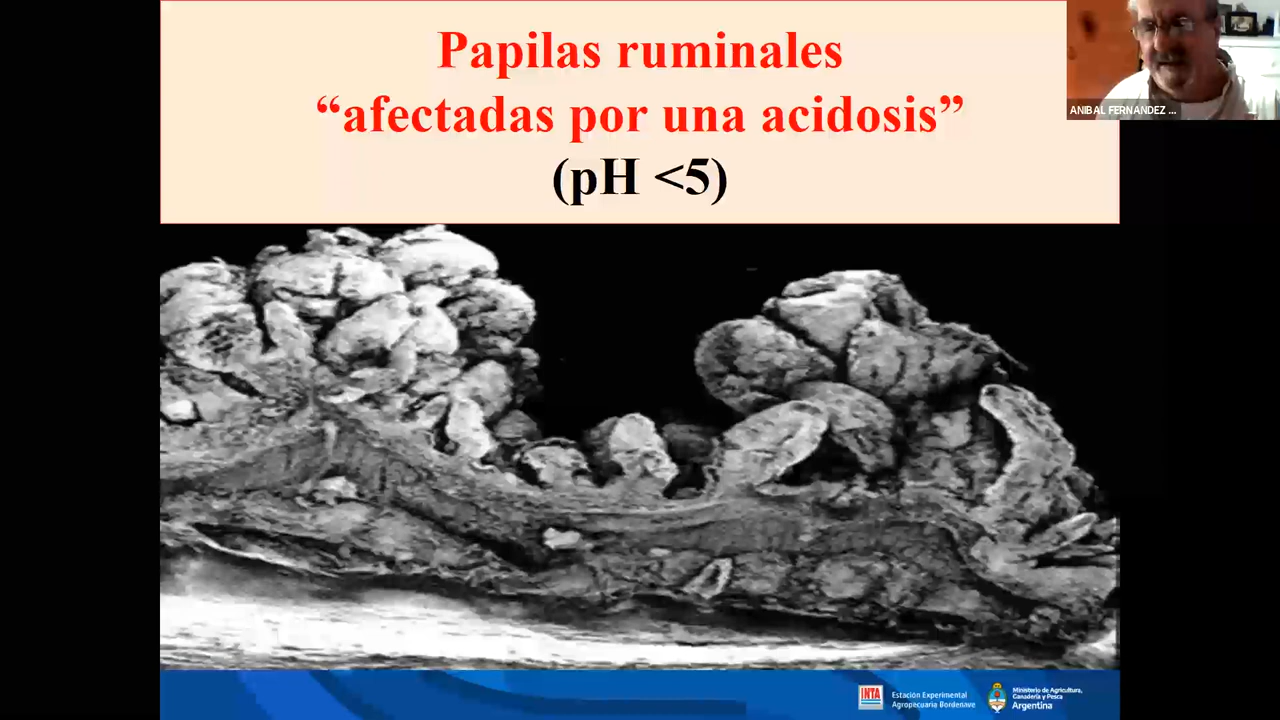 Papilas ruminales
“afectadas por una acidosis”
(pH <5)
ANIBAL FERNANDEZ ...
INTA
Estación Experimental
Agropecuaria Bordenave
Ministerio de Agricultura,
Ganadería y Pesca
Argentina